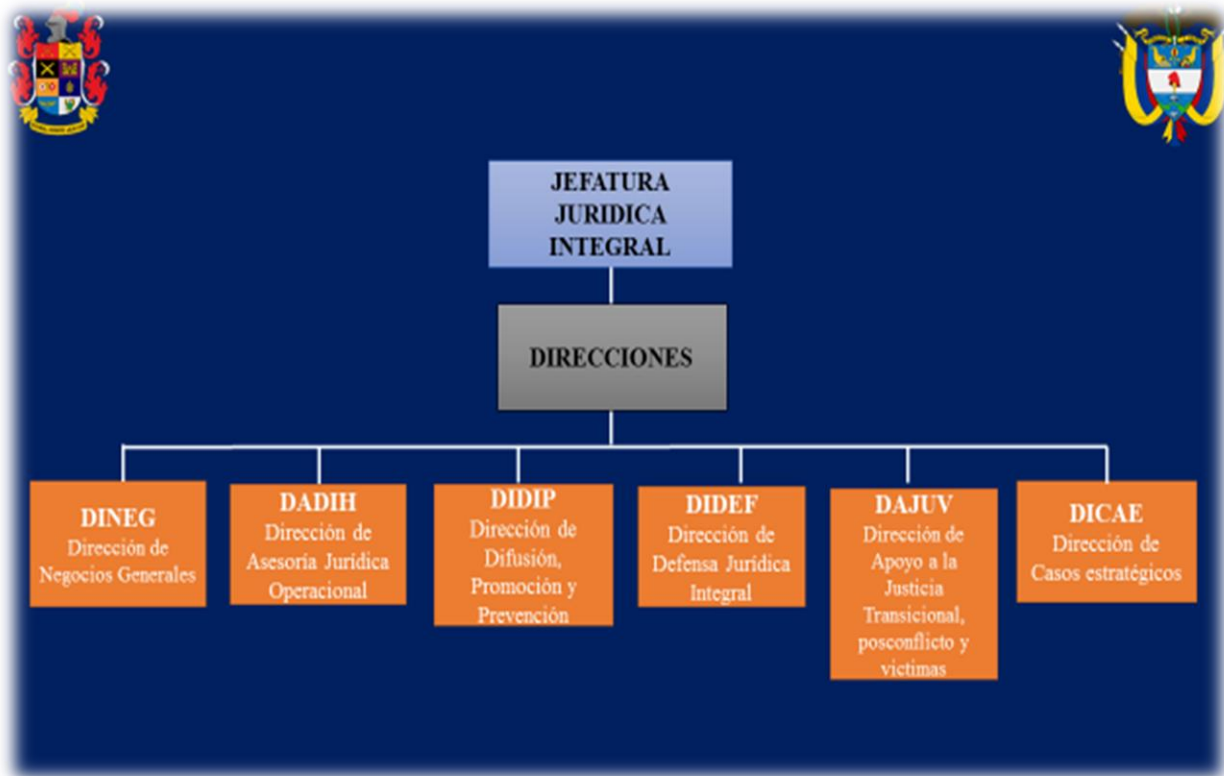 JEFATURA
JURIDICA
INTEGRAL
DIRECCIONES
DINEG
Dirección de
Negocios Generales
DADIH
Dirección de
Asesoría Jurídica
Operacional
DIDIP
Dirección de
Difusión,
Promoción y
Prevención
DIDEF
Dirección de
Defensa Jurídica
Integral
DAJUV
Dirección de
Apoyo a la
Justicia
Transicional,
posconflicto y
victimas
DICAE
Dirección de
Casos estratégicos